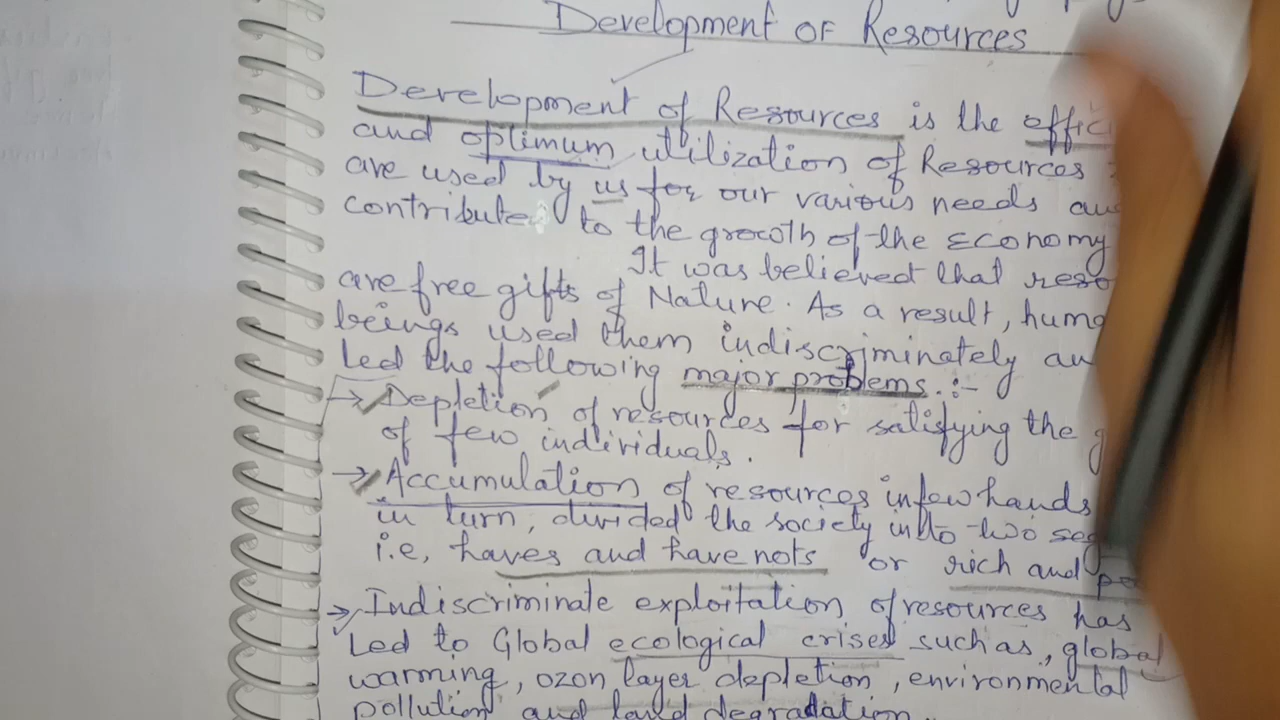 Development of Resources
Development of Resources is the
and optimum utilization of Resources
are used by us for our various needs
contribute to the growth of the Economy
It was believed that
are free gifts of Nature. As a result,
beings used them indiscriminately
Led the following major problems :-
→ Depletion of resources for satisfying the
of few individuals.
→ Accumulation of resources in few hands
in turn, divided the society into two
i.e, haves and have nots or rich and
→ Indiscriminate exploitation of resources has
Led to Global ecological crises such as, global
warming, ozon layer depletion, environmental
pollution and land degradation.